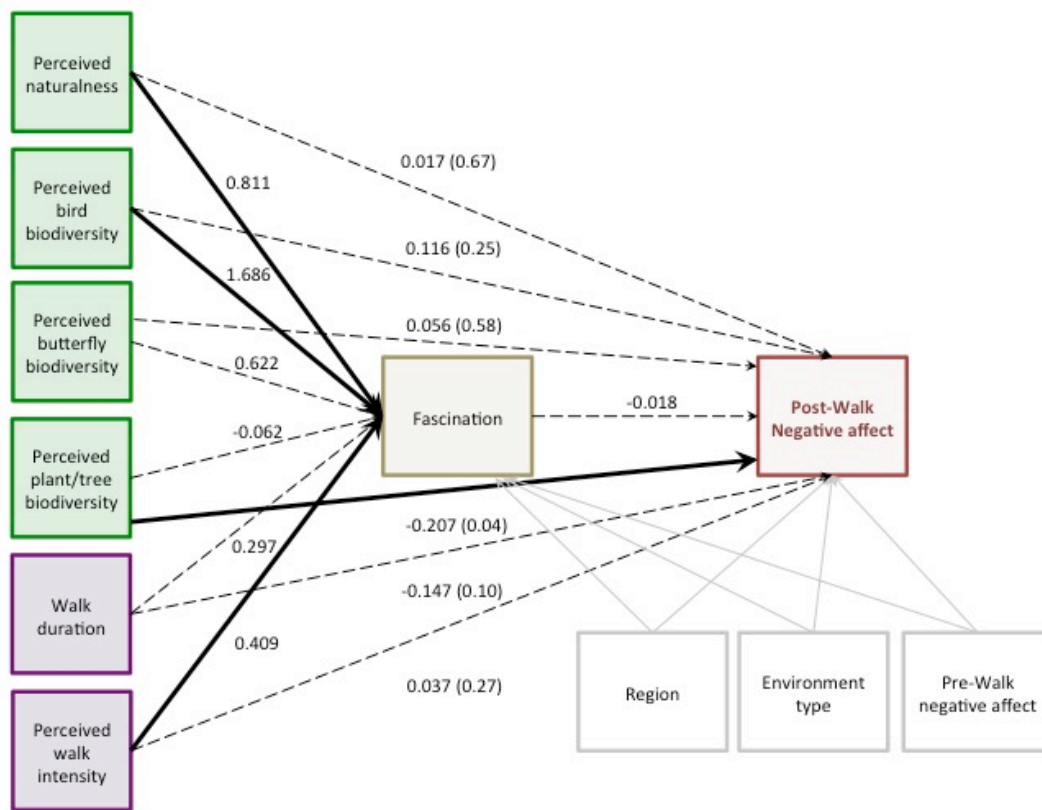 Perceived
naturalness
Perceived
bird
biodiversity
Perceived
butterfly
biodiversity
Perceived
plant/tree
biodiversity
Walk
duration
Perceived
walk
intensity
0.017 (0.67)
0.811
0.116 (0.25)
1.686
0.056 (0.58)
0.622
-0.062
-0.018
Fascination
Post-Walk
Negative affect
-0.207 (0.04)
0.297
-0.147 (0.10)
0.409
0.037 (0.27)
Region
Environment
type
Pre-Walk
negative affect